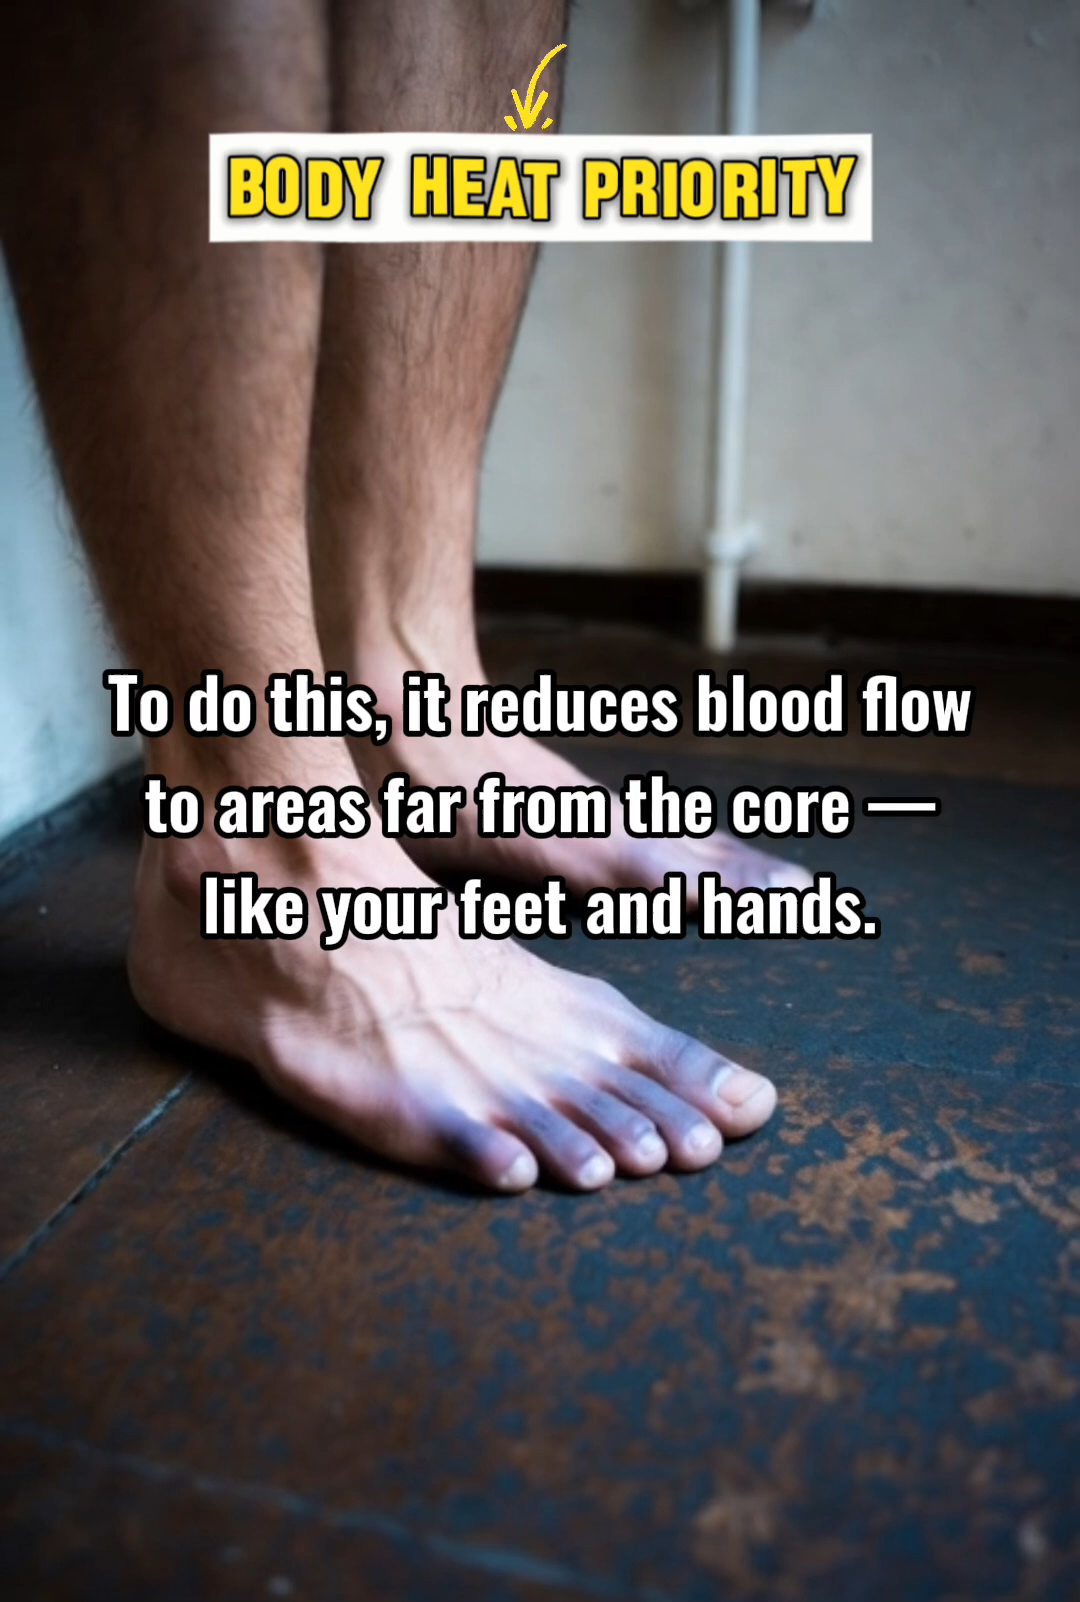 BODY HEAT PRIORITY
To do this, it reduces blood flow
to areas far from the core —
like your feet and hands.